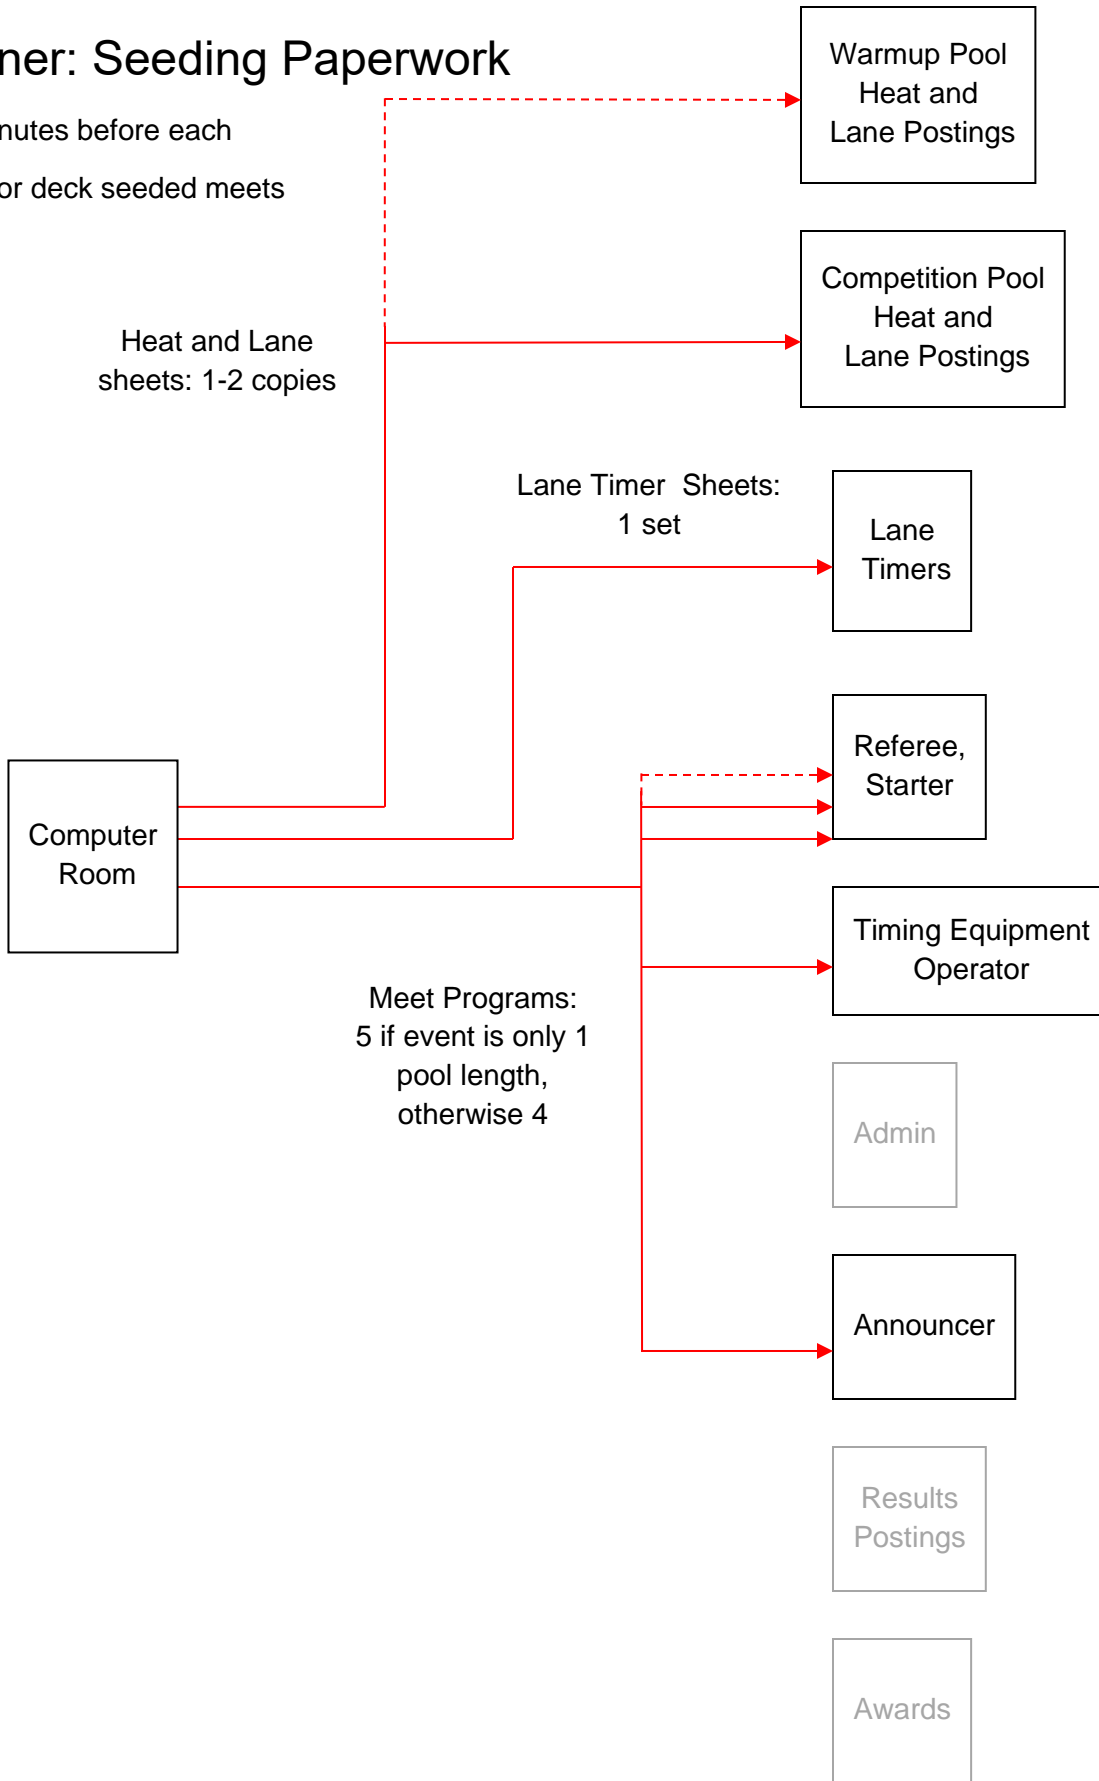 ner: Seeding Paperwork
nutes before each
or deck seeded meets
Warmup Pool
Heat and
Lane Postings
Competition Pool
Heat and
Lane Postings
Heat and Lane
sheets: 1-2 copies
Lane Timer  Sheets:
1 set
Lane
Timers
Referee,
Starter
Computer
Room
Timing Equipment
Operator
Meet Programs:
5 if event is only 1
pool length,
otherwise 4
Admin
Announcer
Results
Postings
Awards